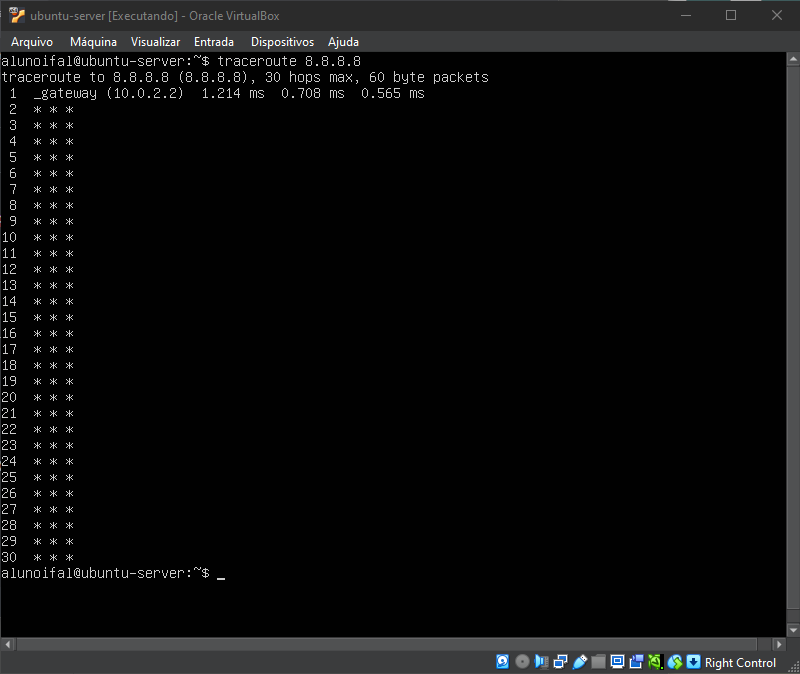 ubuntu-server [Executando] - Oracle VirtualBox
Arquivo Máquina Visualizar Entrada Dispositivos Ajuda
alunoifal@ubuntu-server:~$ traceroute 8.8.8.8
traceroute to 8.8.8.8 (8.8.8.8), 30 hops max, 60 byte packets
 1  _gateway (10.0.2.2)  1.214 ms  0.708 ms  0.565 ms
 2  * * *
 3  * * *
 4  * * *
 5  * * *
 6  * * *
 7  * * *
 8  * * *
 9  * * *
10  * * *
11  * * *
12  * * *
13  * * *
14  * * *
15  * * *
16  * * *
17  * * *
18  * * *
19  * * *
20  * * *
21  * * *
22  * * *
23  * * *
24  * * *
25  * * *
26  * * *
27  * * *
28  * * *
29  * * *
30  * * *
alunoifal@ubuntu-server:~$ _
Right Control